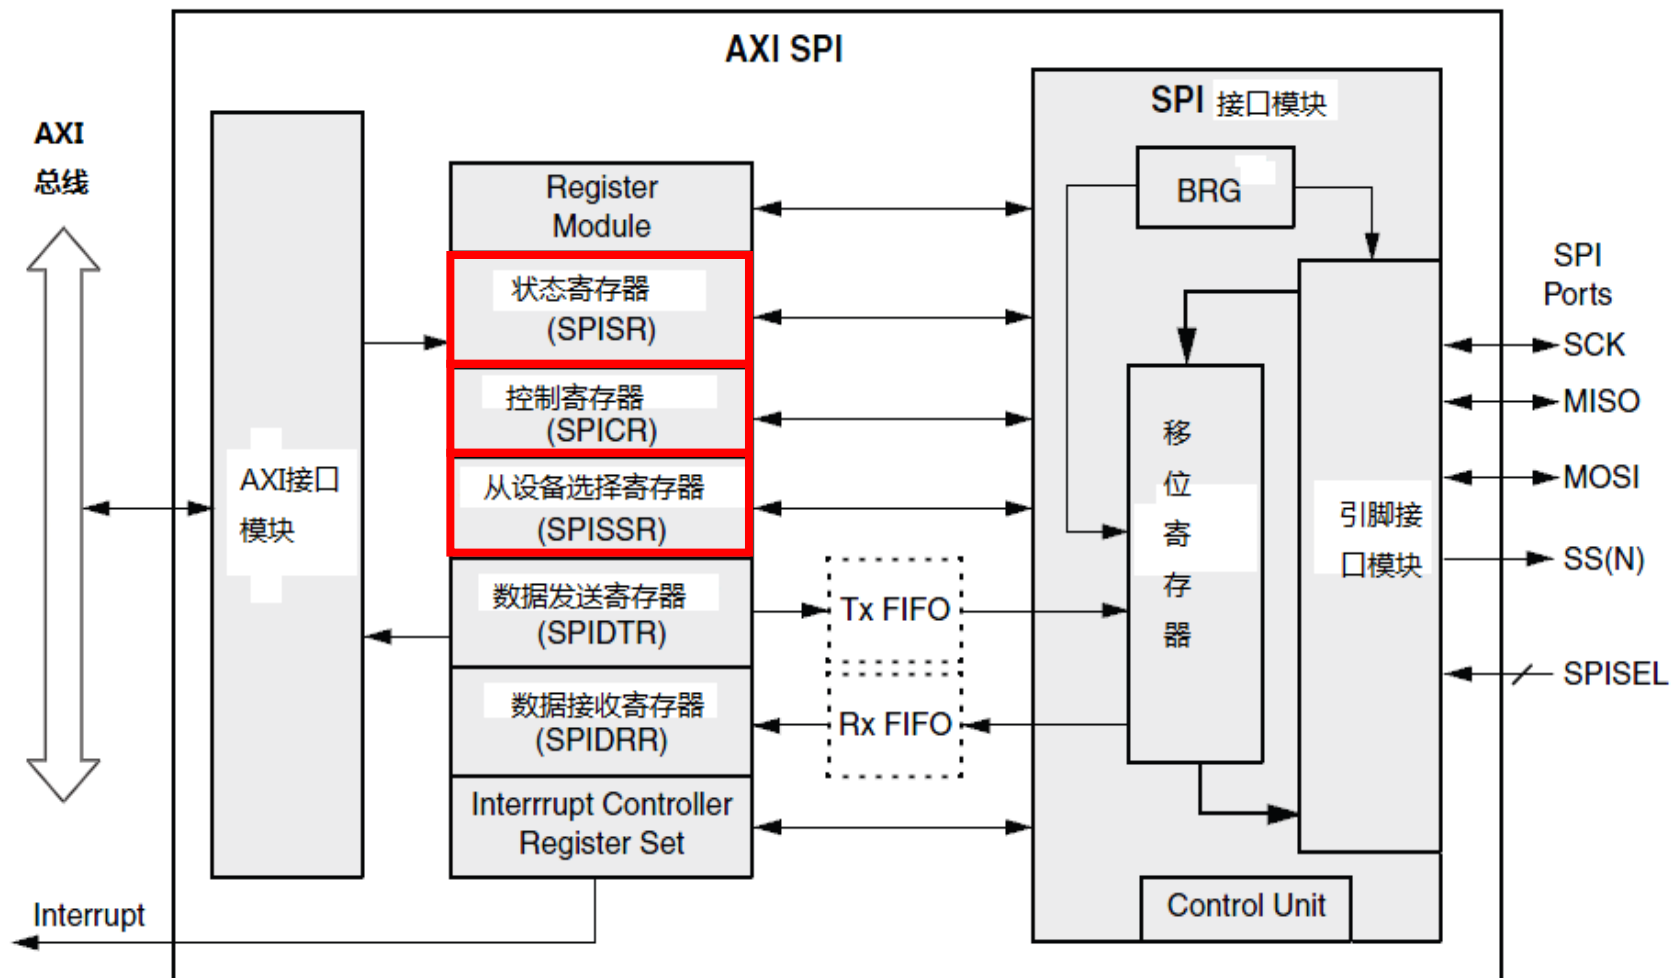 AXI SPI
AXI
总线
AXI接口
模块
Register
Module
状态寄存器
(SPISR)
控制寄存器
(SPICR)
从设备选择寄存器
(SPISSR)
数据发送寄存器
(SPIDTR)
数据接收寄存器
(SPIDRR)
Interrrupt Controller
Register Set
Interrupt
Tx FIFO
Rx FIFO
SPI 接口模块
BRG
移
位
寄
存
器
引脚接
口模块
Control Unit
SPI
Ports
SCK
MISO
MOSI
SS(N)
SPISEL